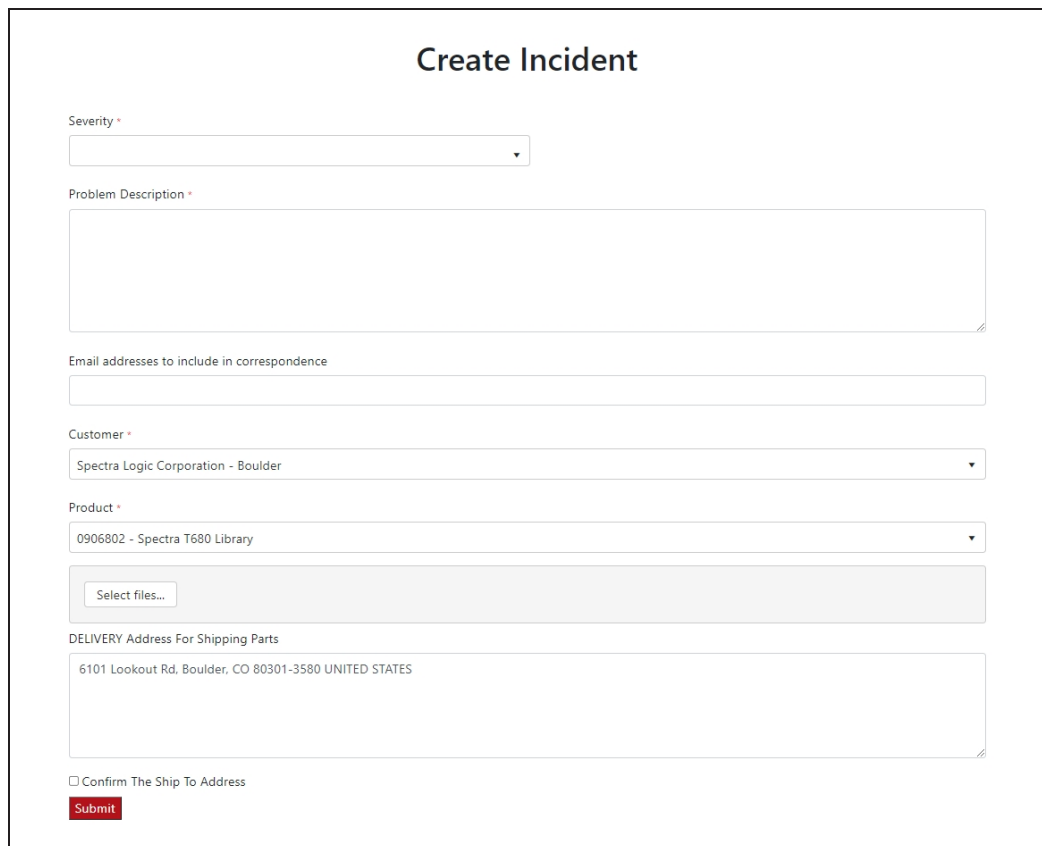 Create Incident
Severity *
Problem Description *
Email addresses to include in correspondence
Customer *
Spectra Logic Corporation - Boulder
Product *
0906802 - Spectra T680 Library
Select files...
DELIVERY Address For Shipping Parts
6101 Lookout Rd, Boulder, CO 80301-3580 UNITED STATES
Confirm The Ship To Address
Submit